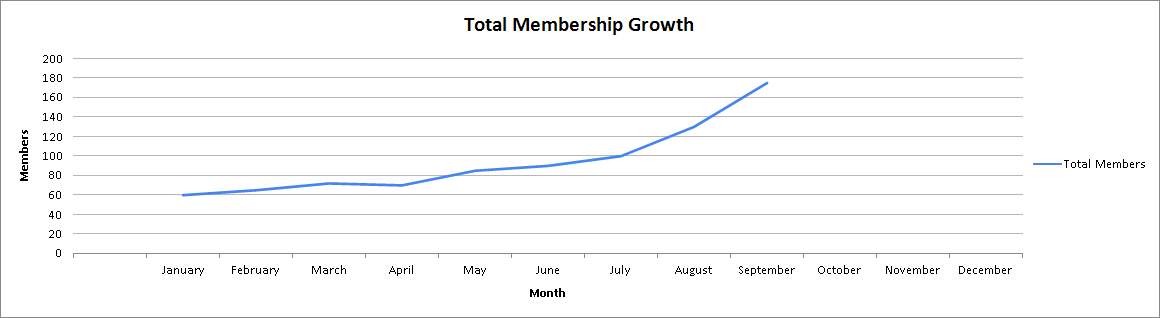 Total Membership Growth
200
180
160
140
120
100
80
60
40
20
0
Members
January February March April May June July August September October November December
Month
Total Members